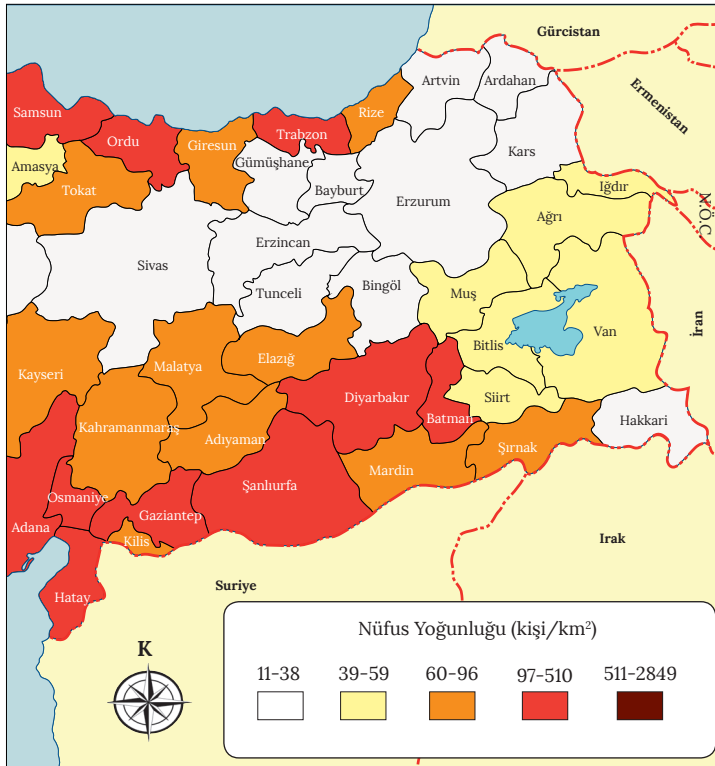 Gürcistan
Artvin
Ardahan
Ermenistan
Samsun
Rize
Ordu
Trabzon
Giresun
Kars
Gümüşhane
Amasya
Tokat
Bayburt
Iğdır
Erzurum
N.Ö.C
Ağrı
Erzincan
Sivas
Bingöl
Tunceli
Muş
İran
Van
Bitlis
Kayseri
Malatya
Elazığ
Diyarbakır
Siirt
Batman
Hakkari
Kahramanmaraş
Adıyaman
Şırnak
Mardin
Şanlıurfa
Osmaniye
Gaziantep
Adana
Kilis
Irak
Suriye
Hatay
K
Nüfus Yoğunluğu (kişi/km²)
11-38 39-59 60-96 97-510 511-2849